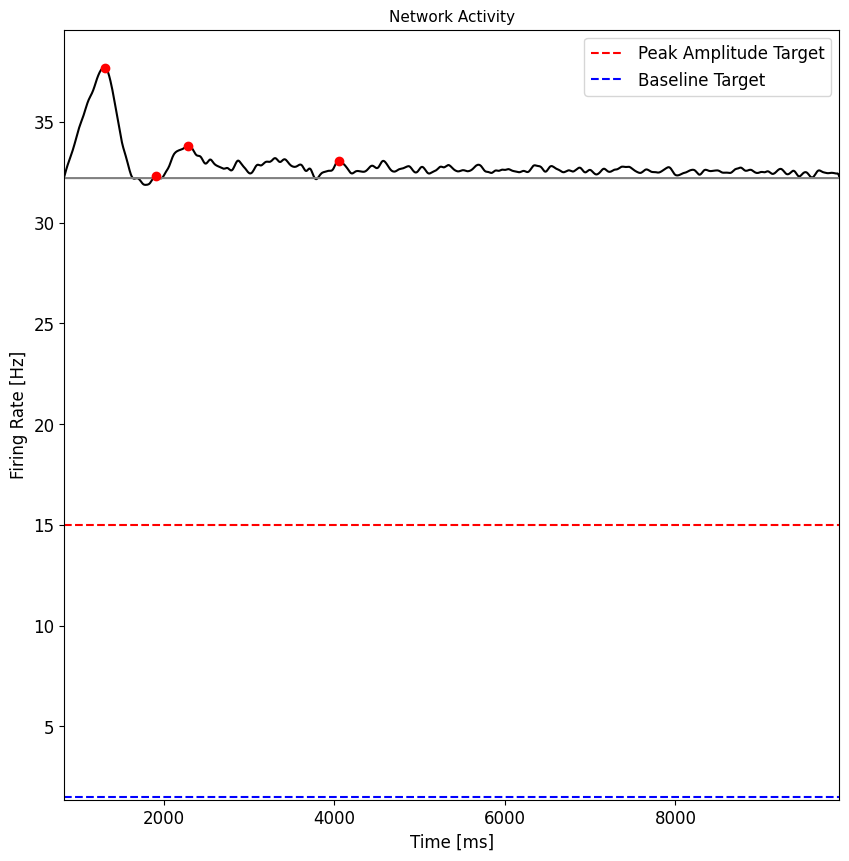 Network Activity
Peak Amplitude Target
Baseline Target
Firing Rate [Hz]
35
30
25
20
15
10
5
2000 4000 6000 8000
Time [ms]